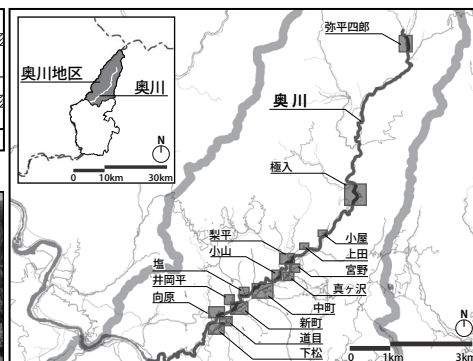 奥川地区
奥川
N
0 10km 30km
弥平四郎
奥川
極入
小屋
上田
宮野
真ヶ沢
中町
新町
道目
下松
梨平
小山
塩
井岡平
向原
N
0 1km 3km